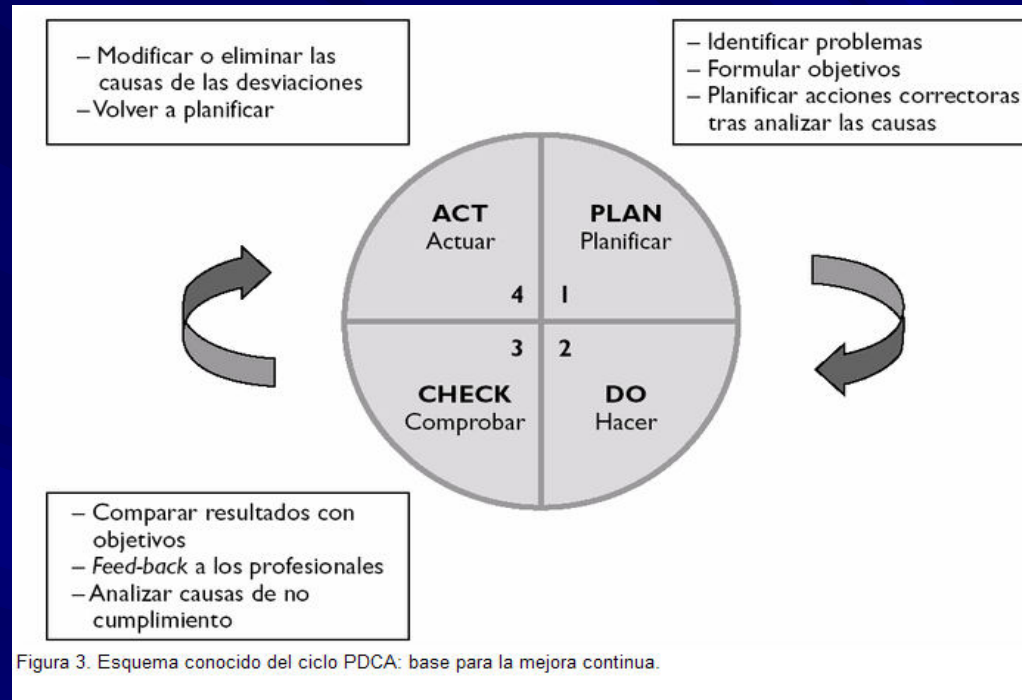 – Modificar o eliminar las
causas de las desviaciones
– Volver a planificar
– Identificar problemas
– Formular objetivos
– Planificar acciones correctoras
tras analizar las causas
ACT
Actuar
4
PLAN
Planificar
1
3
CHECK
Comprobar
2
DO
Hacer
– Comparar resultados con
objetivos
– Feed-back a los profesionales
– Analizar causas de no
cumplimiento
Figura 3. Esquema conocido del ciclo PDCA: base para la mejora continua.